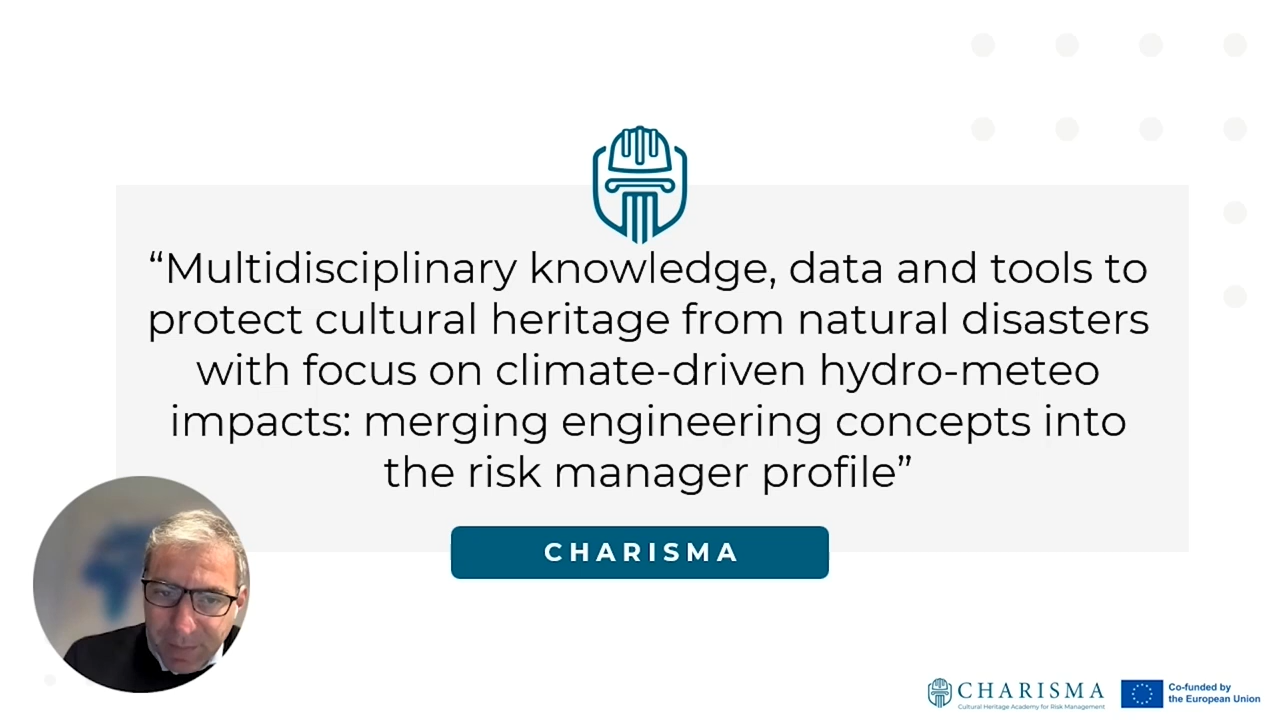 “Multidisciplinary knowledge, data and tools to
protect cultural heritage from natural disasters
with focus on climate-driven hydro-meteo
impacts: merging engineering concepts into
the risk manager profile”
CHARISMA
CHARISMA
Cultural Heritage Academy for Risk Management
Co-funded by
the European Union